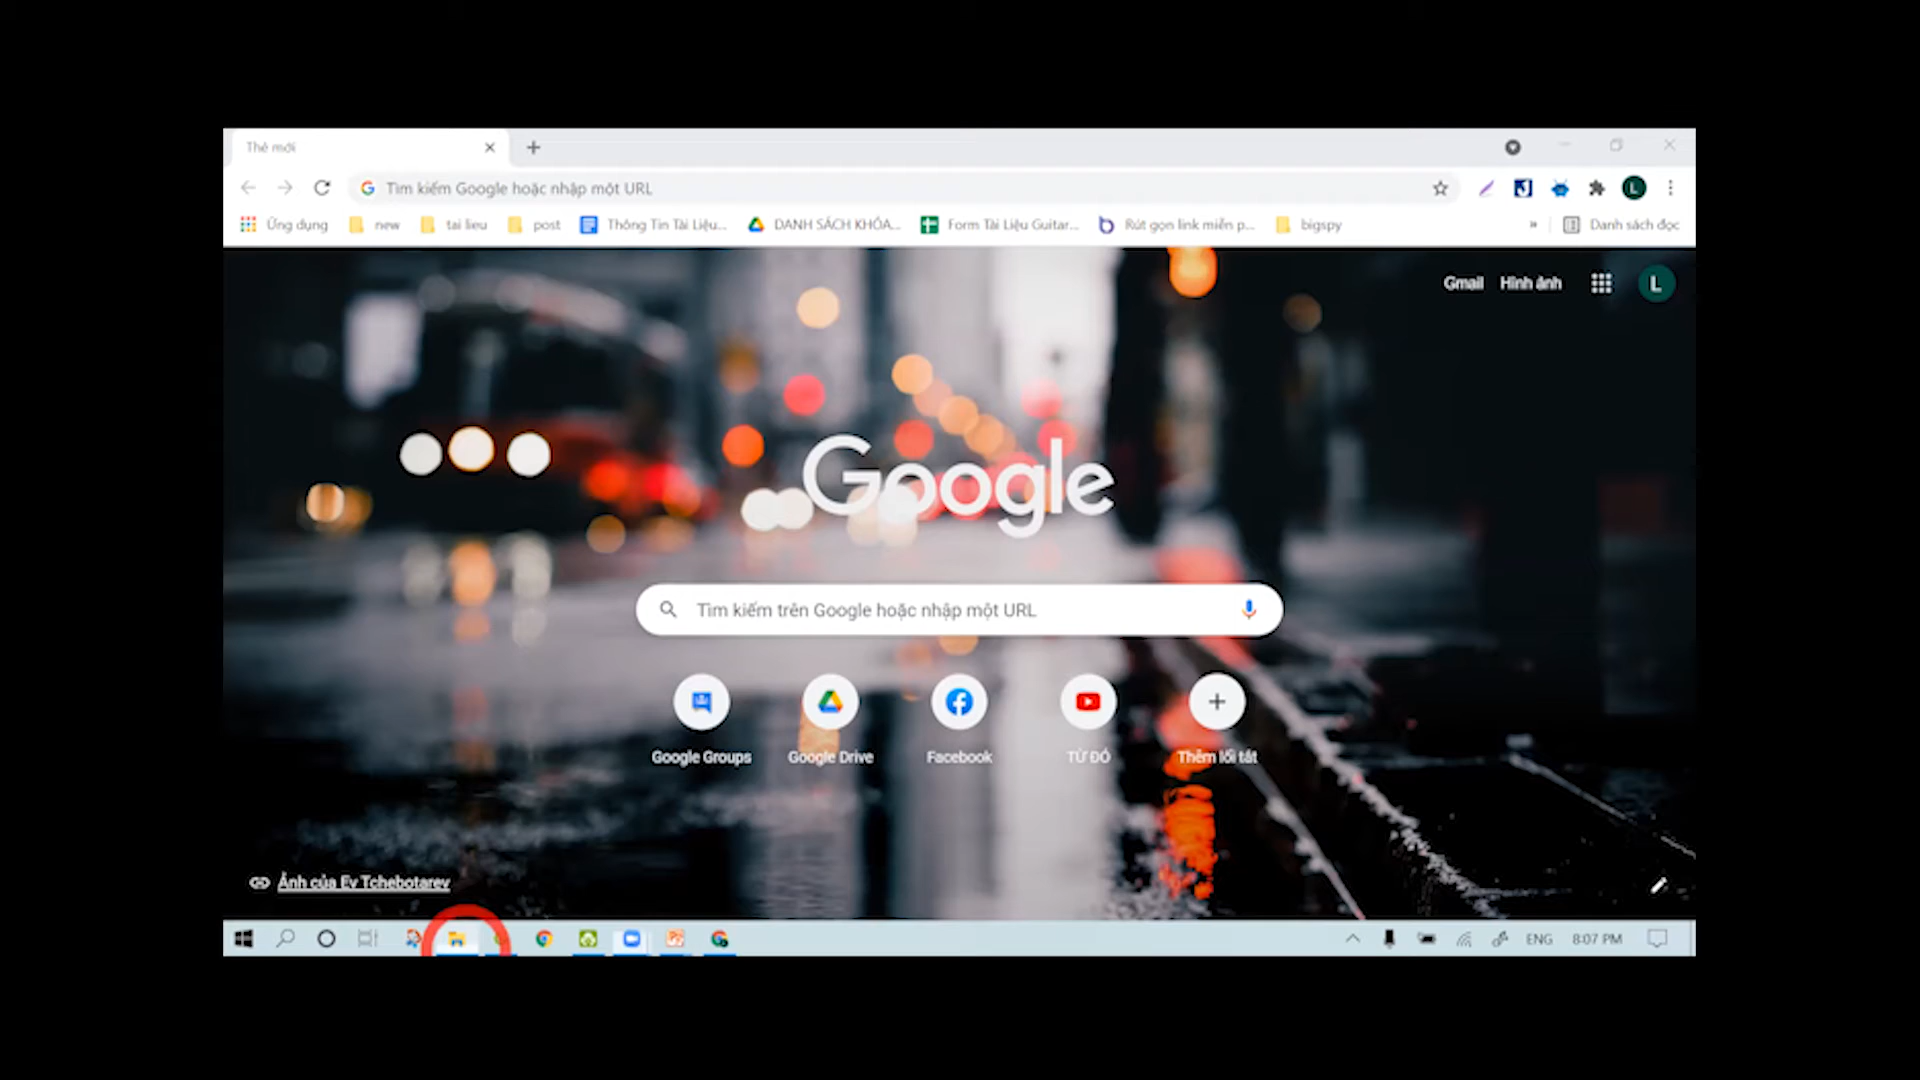 Thẻ mới
Tìm kiếm Google hoặc nhập một URL
Ứng dụng new tai lieu post Thông Tin Tài Liệu... DANH SÁCH KHÓA... Form Tài Liệu Guitar... Rút gọn link miễn p... bigspy » Danh sách đọc
Gmail Hình ảnh L
Google
Tìm kiếm trên Google hoặc nhập một URL
Google Groups Google Drive Facebook TỪ ĐÓ Thêm lối tắt
Ảnh của Ev Tchebotarev
ENG 8:07 PM